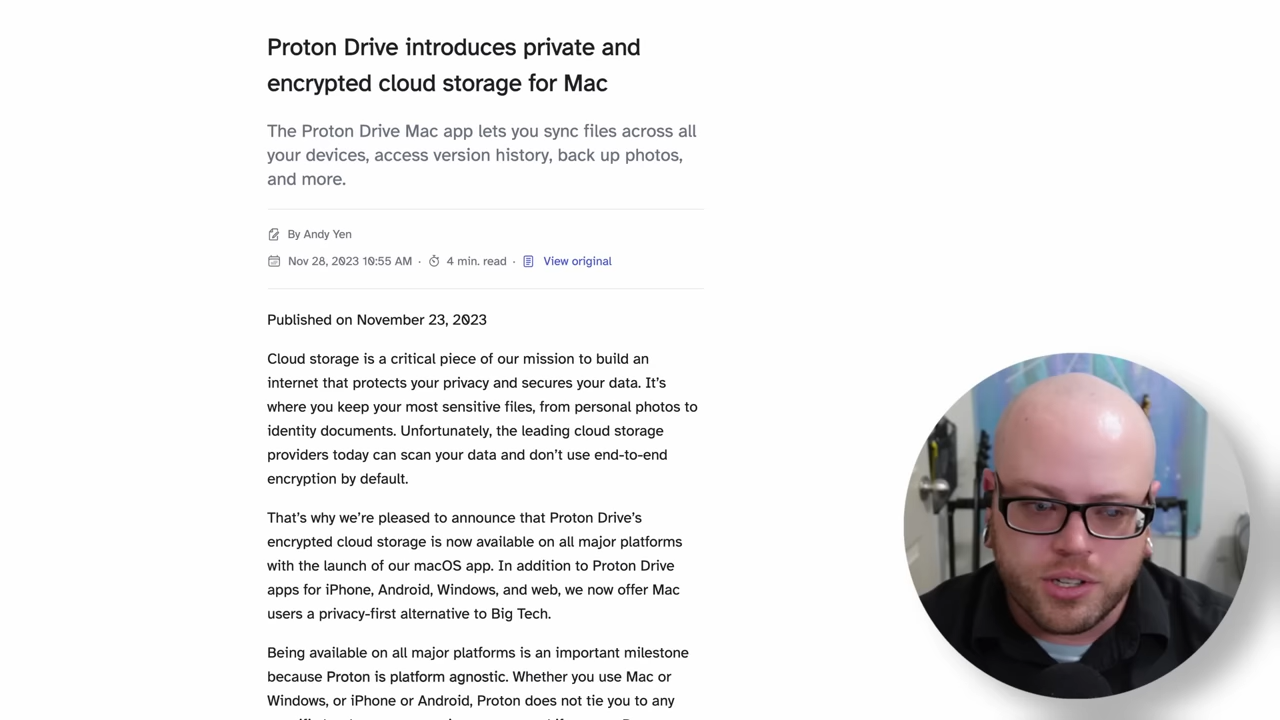 Proton Drive introduces private and
encrypted cloud storage for Mac
The Proton Drive Mac app lets you sync files across all
your devices, access version history, back up photos,
and more.
By Andy Yen
Nov 28, 2023 10:55 AM · 4 min. read · View original
Published on November 23, 2023
Cloud storage is a critical piece of our mission to build an
internet that protects your privacy and secures your data. It's
where you keep your most sensitive files, from personal photos to
identity documents. Unfortunately, the leading cloud storage
providers today can scan your data and don't use end-to-end
encryption by default.
That's why we're pleased to announce that Proton Drive's
encrypted cloud storage is now available on all major platforms
with the launch of our macOS app. In addition to Proton Drive
apps for iPhone, Android, Windows, and web, we now offer Mac
users a privacy-first alternative to Big Tech.
Being available on all major platforms is an important milestone
because Proton is platform agnostic. Whether you use Mac or
Windows, or iPhone or Android, Proton does not tie you to any